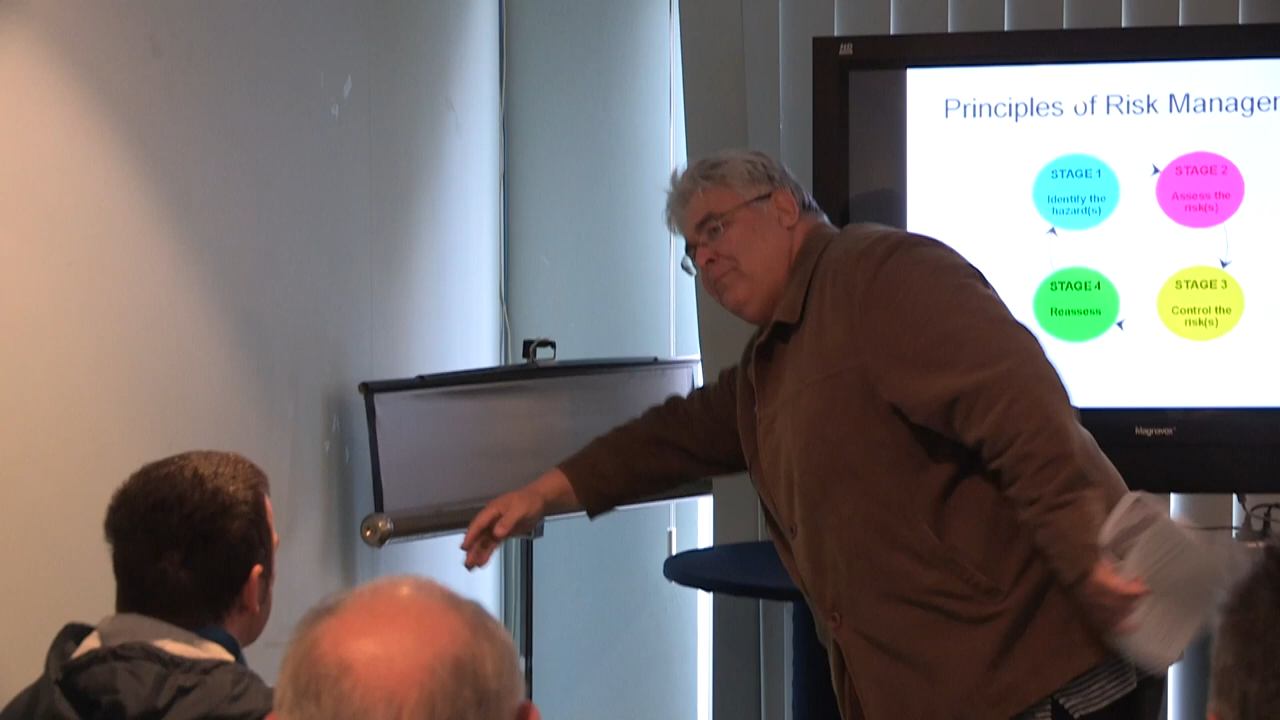 Principles of Risk Manager
STAGE 1
Identify the
hazard(s)
STAGE 2
Assess the
risk(s)
STAGE 4
Reassess
STAGE 3
Control the
risk(s)
Magnavox